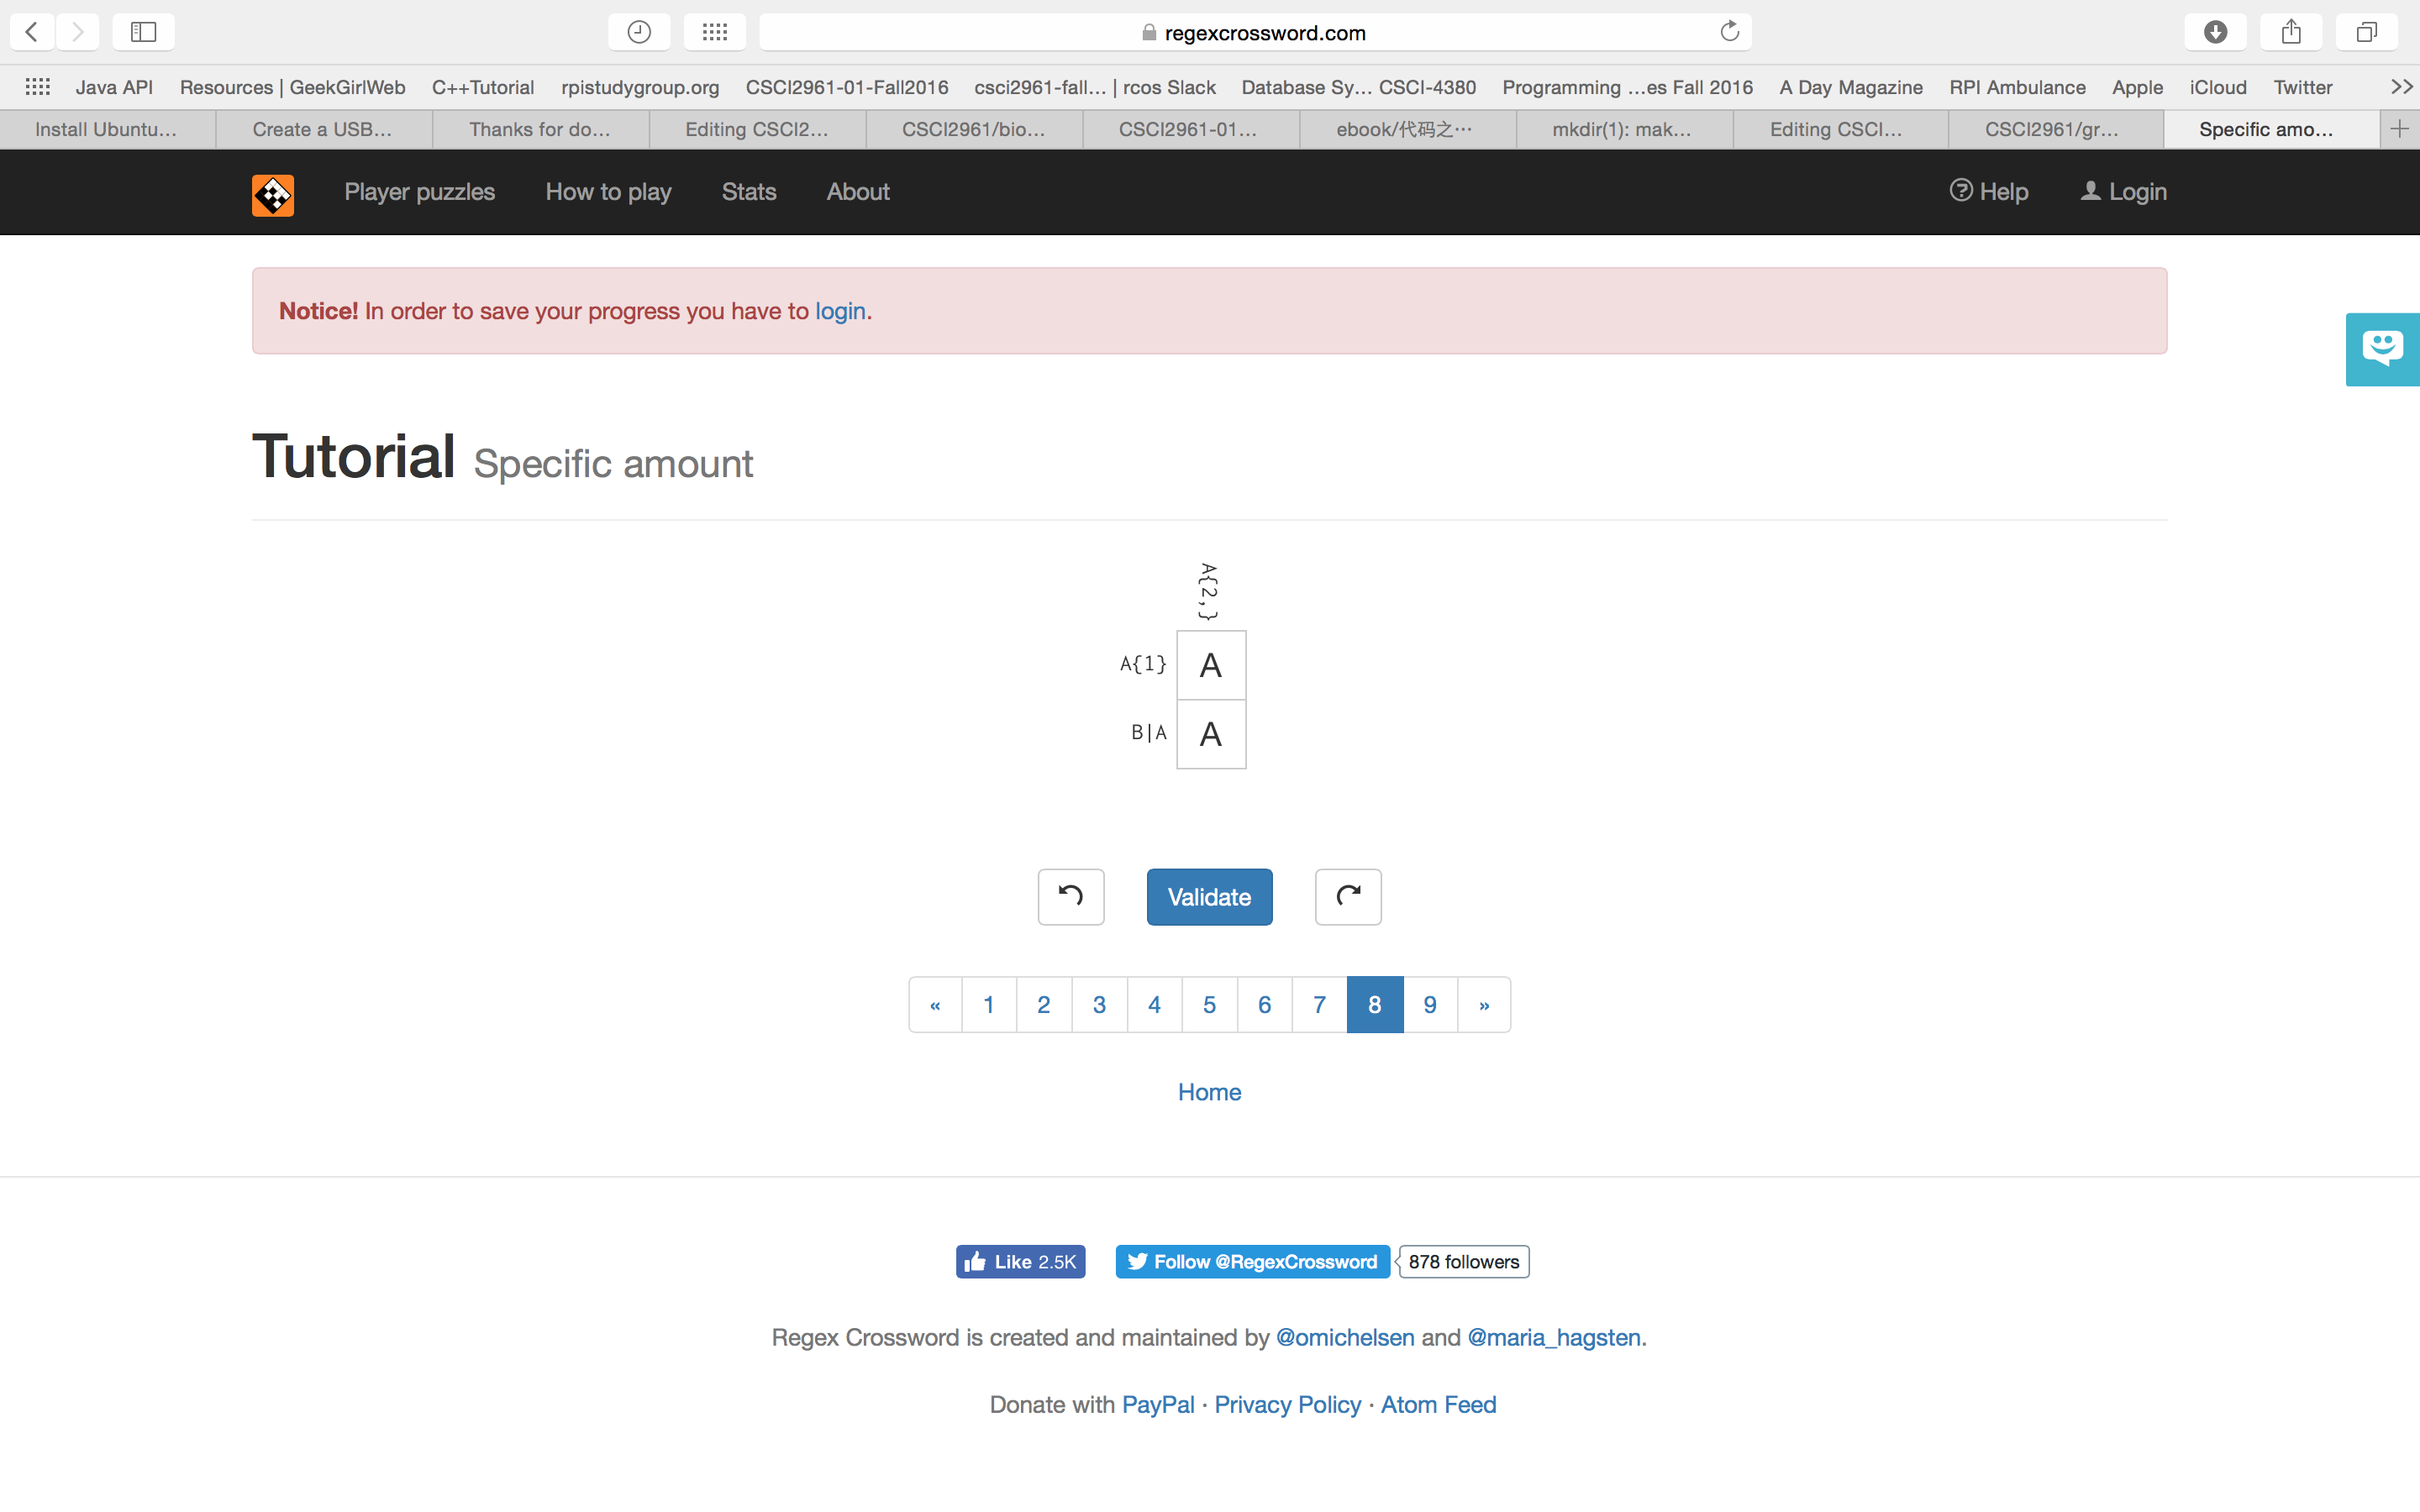 regexcrossword.com
Java API Resources | GeekGirlWeb C++Tutorial rpistudygroup.org CSCI2961-01-Fall2016 csci2961-fall... | rcos Slack Database Sy... CSCI-4380 Programming ...es Fall 2016 A Day Magazine RPI Ambulance Apple iCloud Twitter >>
Install Ubuntu... Create a USB... Thanks for do... Editing CSCI2... CSCI2961/bio... CSCI2961-01... ebook/代码之… mkdir(1): mak... Editing CSCI... CSCI2961/gr... Specific amo... +
Player puzzles How to play Stats About ? Help Login
Notice! In order to save your progress you have to login.
Tutorial Specific amount
A{2,}
A{1} A
B|A A
Validate
« 1 2 3 4 5 6 7 8 9 »
Home
Like 2.5K Follow @RegexCrossword 878 followers
Regex Crossword is created and maintained by @omichelsen and @maria_hagsten.
Donate with PayPal · Privacy Policy · Atom Feed